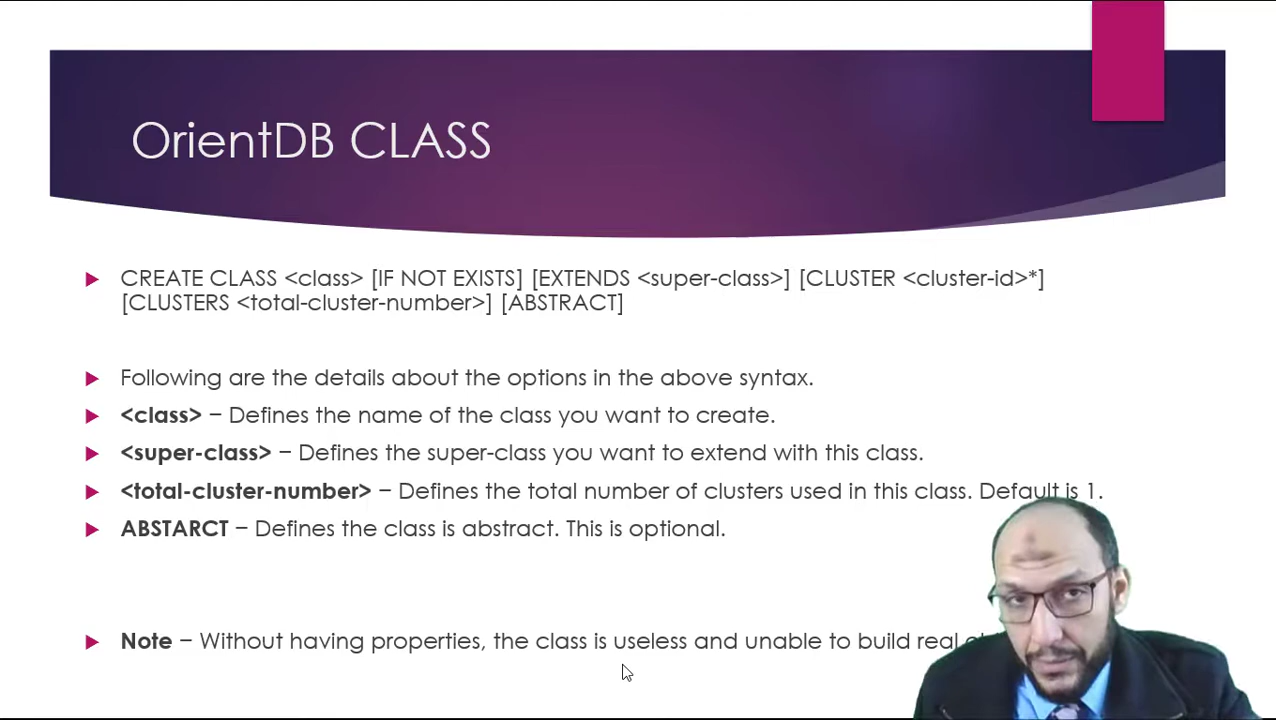 OrientDB CLASS
CREATE CLASS <class> [IF NOT EXISTS] [EXTENDS <super-class>] [CLUSTER <cluster-id>*]
[CLUSTERS <total-cluster-number>] [ABSTRACT]
Following are the details about the options in the above syntax.
<class> − Defines the name of the class you want to create.
<super-class> − Defines the super-class you want to extend with this class.
<total-cluster-number> − Defines the total number of clusters used in this class. Default is 1.
ABSTARCT − Defines the class is abstract. This is optional.
Note − Without having properties, the class is useless and unable to build real